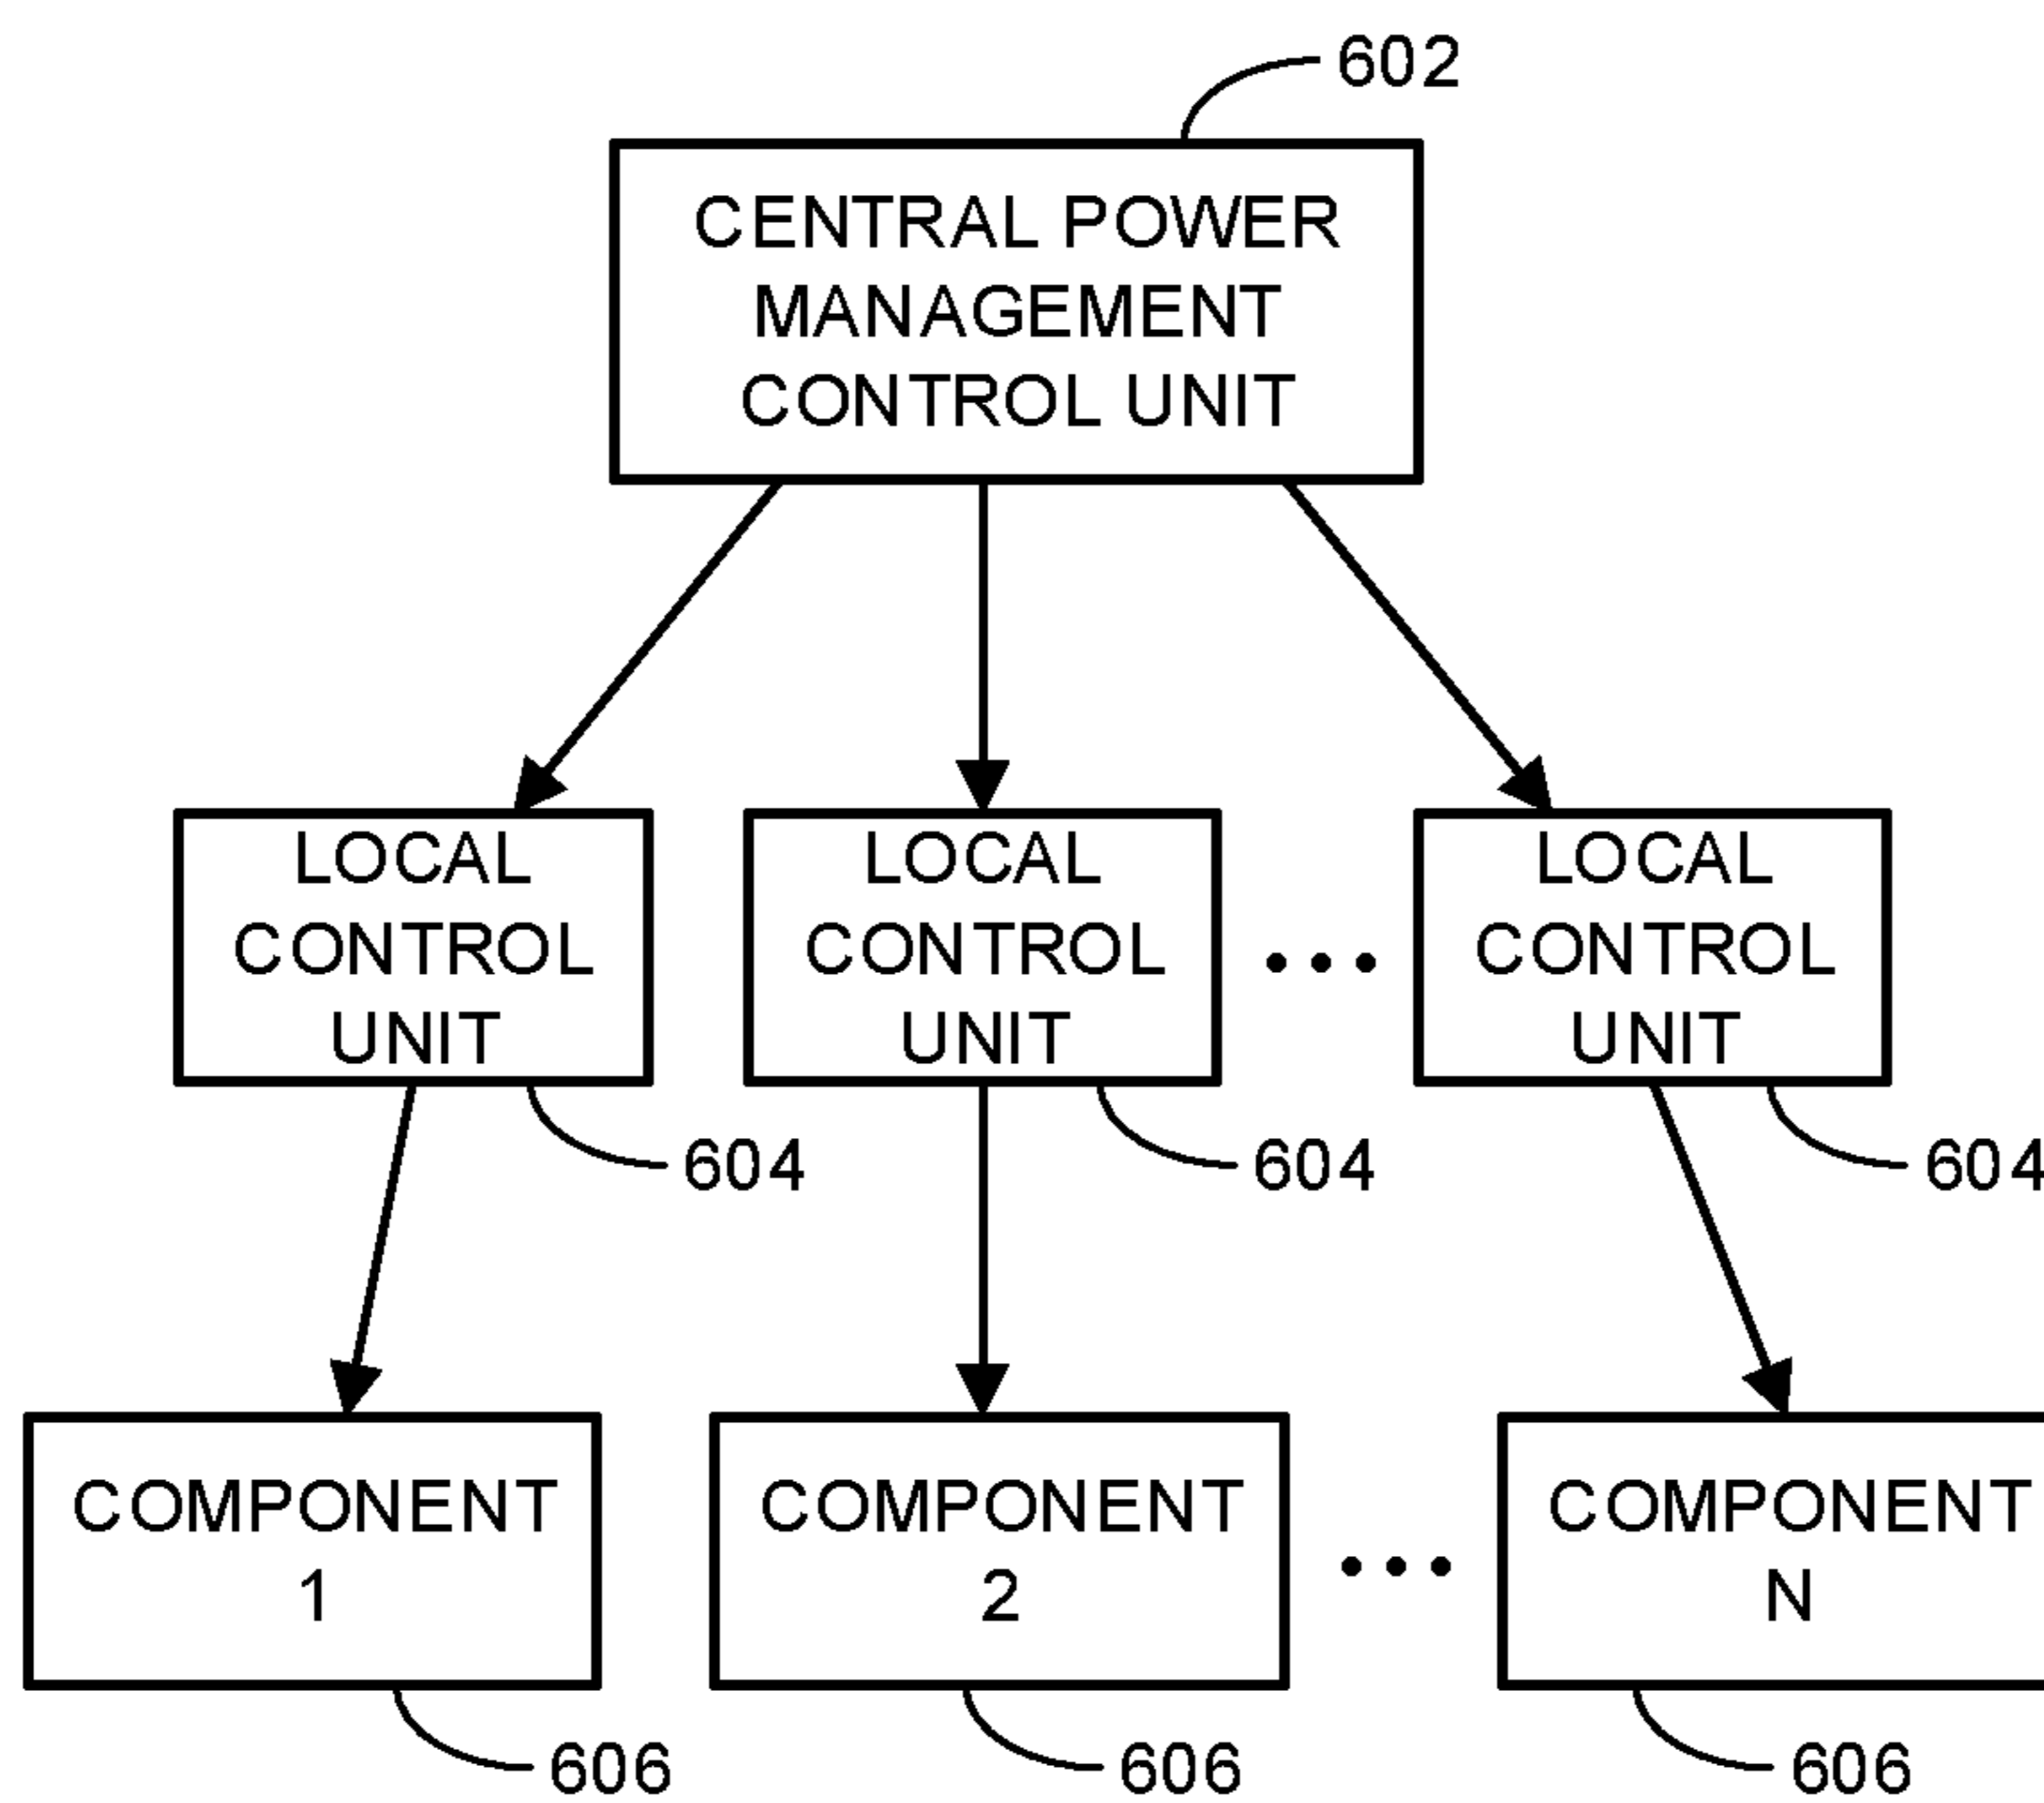 602
CENTRAL POWER
MANAGEMENT
CONTROL UNIT
LOCAL
CONTROL
UNIT
604
LOCAL
CONTROL
UNIT
604
...
LOCAL
CONTROL
UNIT
604
COMPONENT
1
606
COMPONENT
2
606
...
COMPONENT
N
606